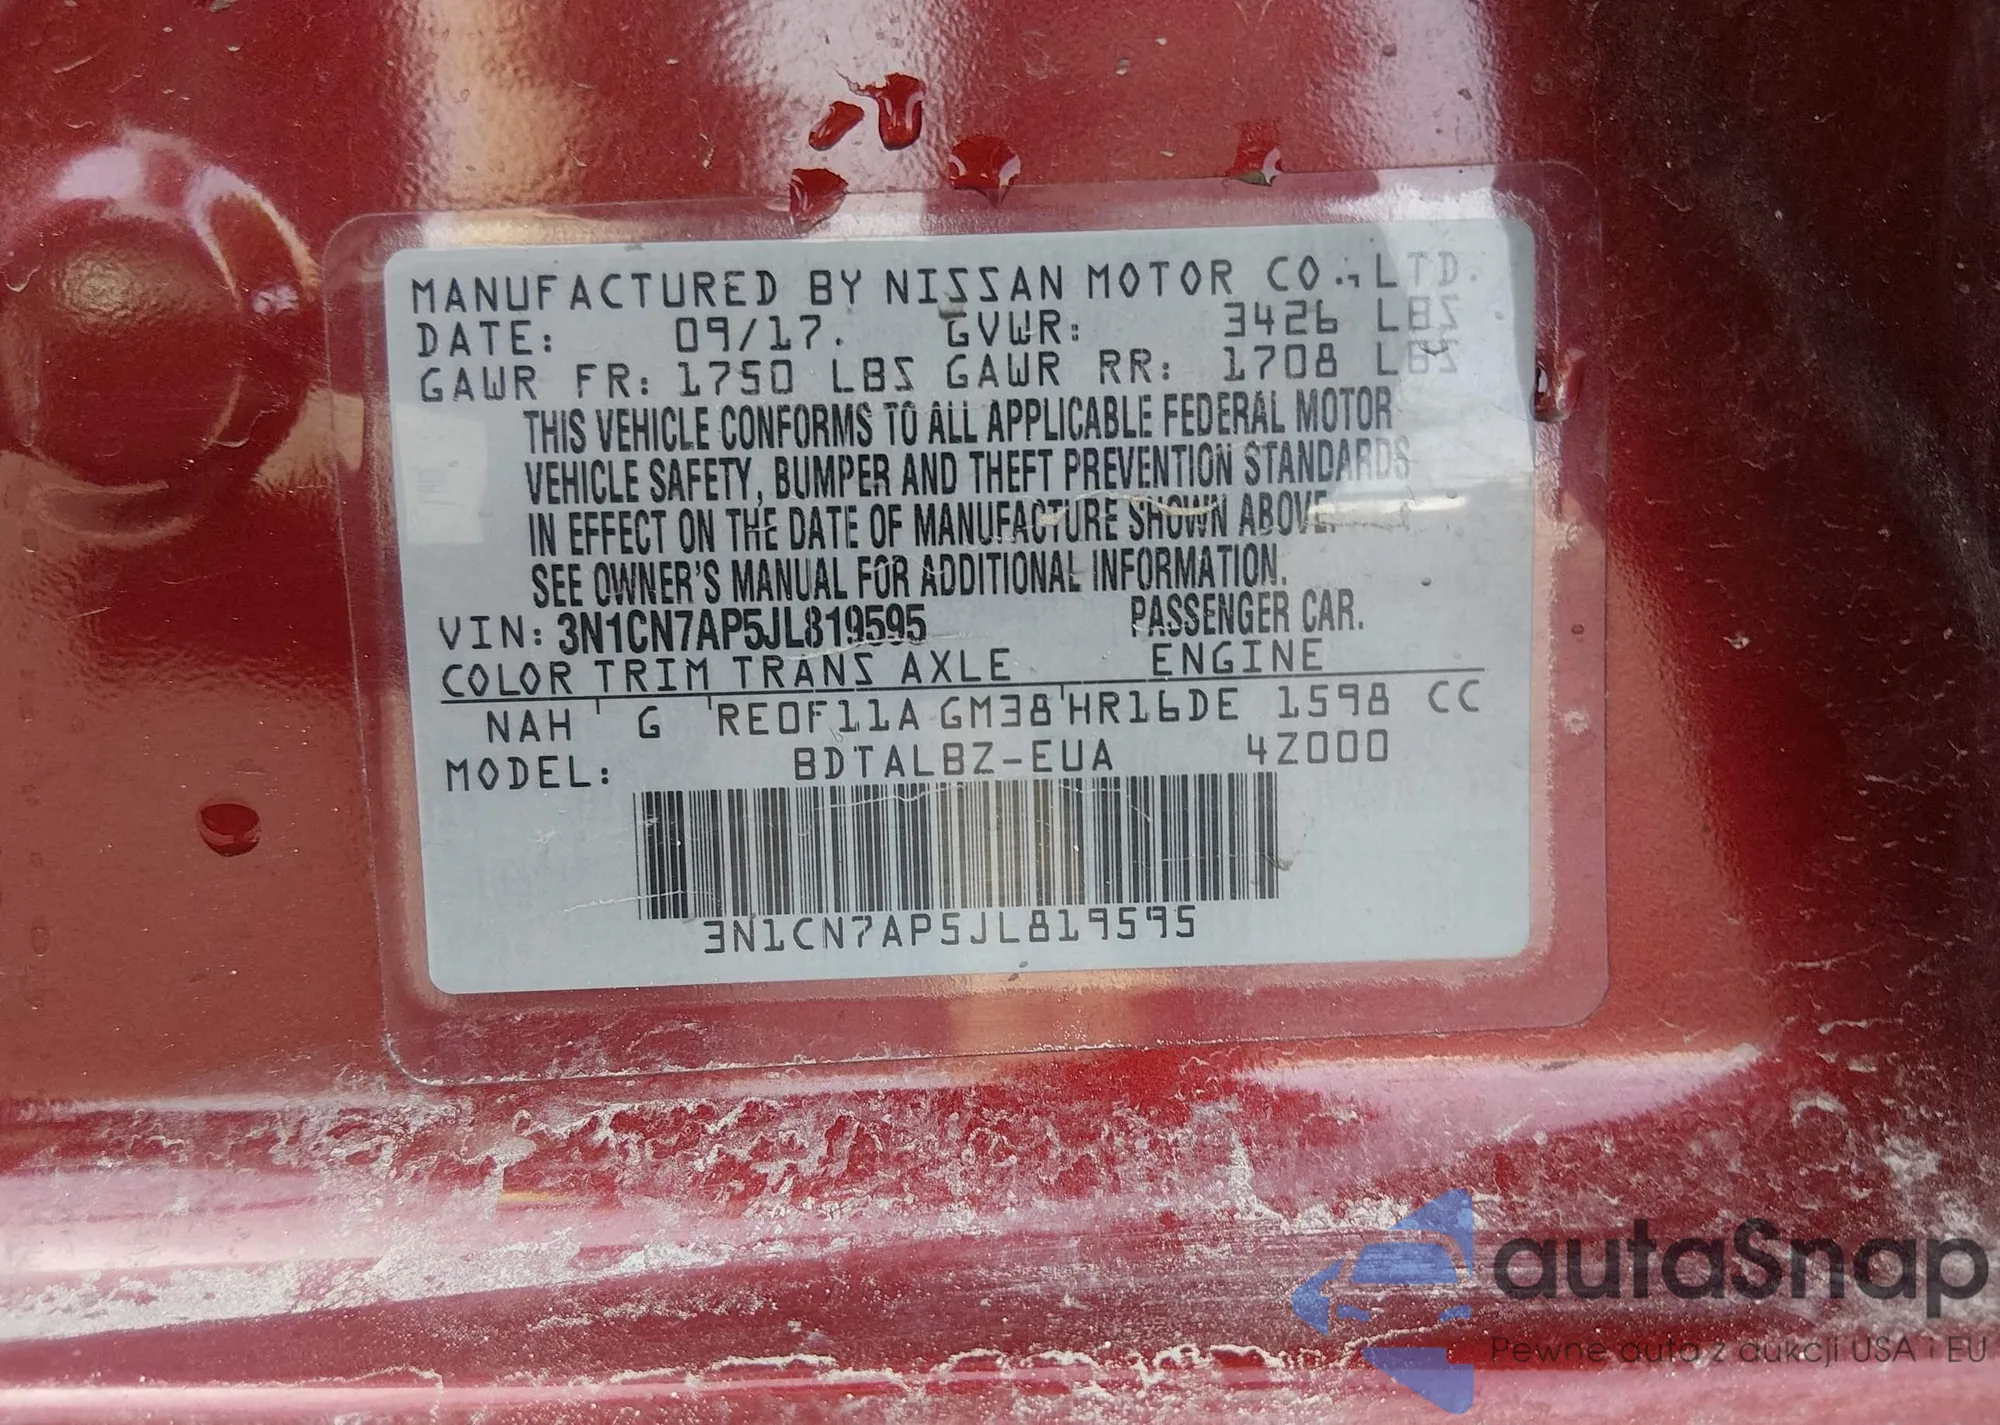 MANUFACTURED BY NISSAN MOTOR CO.,LTD.
DATE: 09/17. GVWR: 3426 LBS
GAWR FR: 1750 LBS GAWR RR: 1708 LBS
THIS VEHICLE CONFORMS TO ALL APPLICABLE FEDERAL MOTOR
VEHICLE SAFETY, BUMPER AND THEFT PREVENTION STANDARDS
IN EFFECT ON THE DATE OF MANUFACTURE SHOWN ABOVE.
SEE OWNER'S MANUAL FOR ADDITIONAL INFORMATION.
VIN: 3N1CN7AP5JL819595 PASSENGER CAR.
COLOR TRIM TRANS AXLE ENGINE
NAH G RE0F11A GM38 HR16DE 1598 CC
MODEL: BDTALBZ-EUA 4Z000
3N1CN7AP5JL819595
autaSnap
Pewne auta z aukcji USA i EU